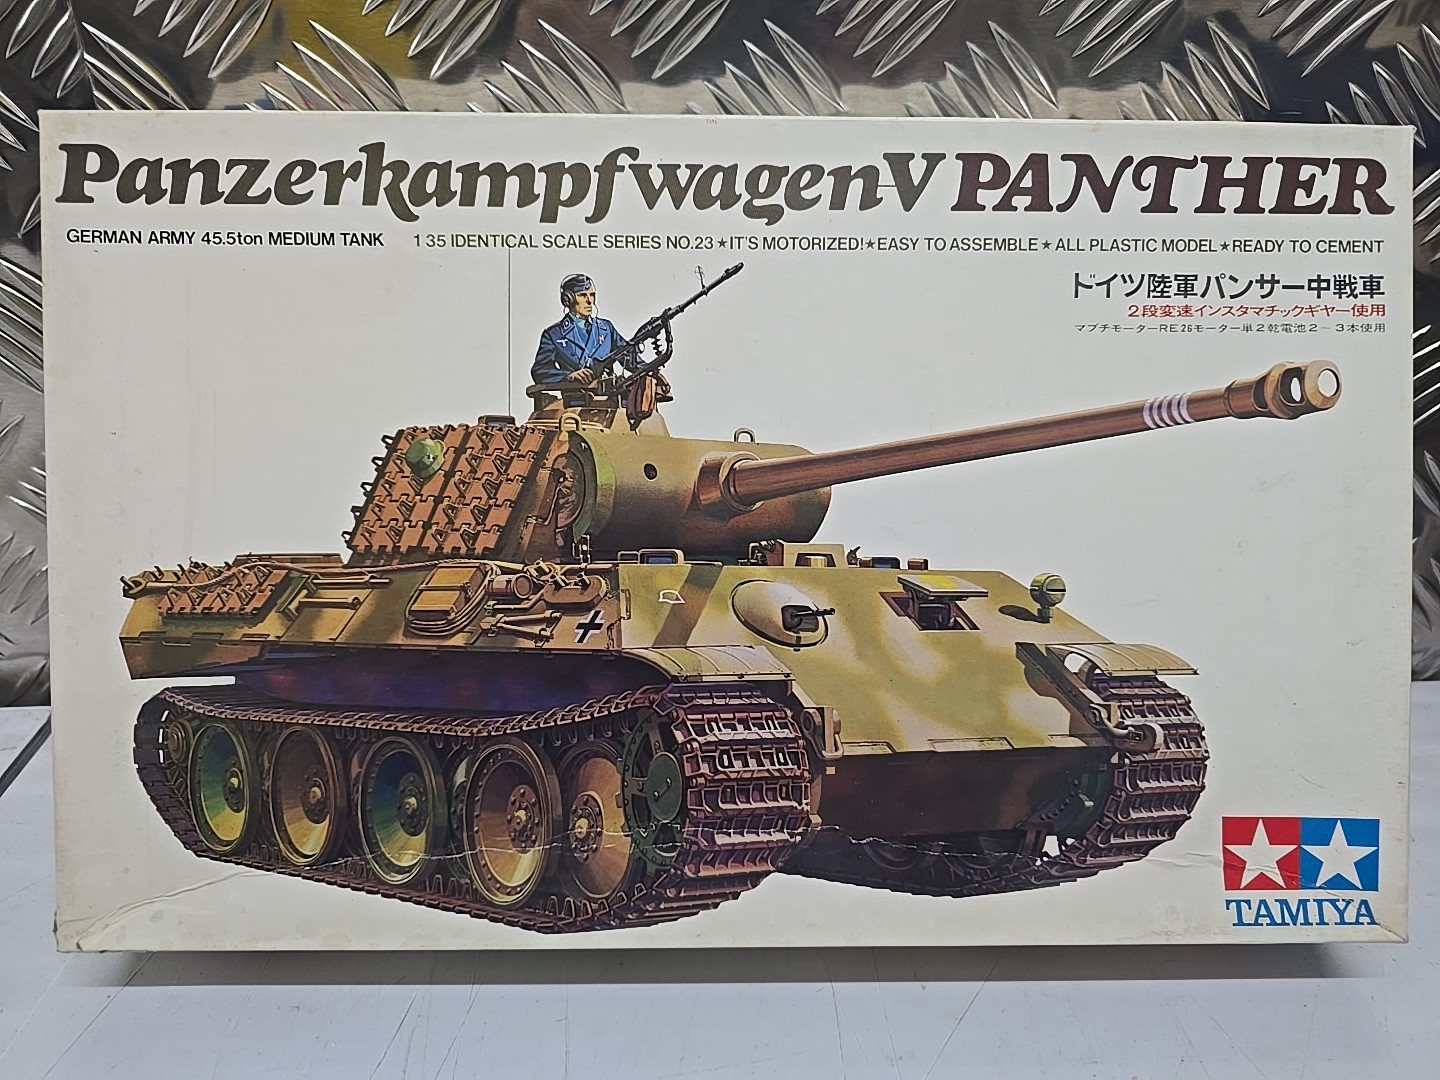 Panzerkampfwagen V PANTHER
GERMAN ARMY 45.5ton MEDIUM TANK 1 35 IDENTICAL SCALE SERIES NO.23★IT'S MOTORIZED!★EASY TO ASSEMBLE★ALL PLASTIC MODEL★READY TO CEMENT
ドイツ陸軍パンサー中戦車
2段変速インスタマチックギヤー使用
マブチモーターRE26モーター単2乾電池2～3本使用
TAMIYA